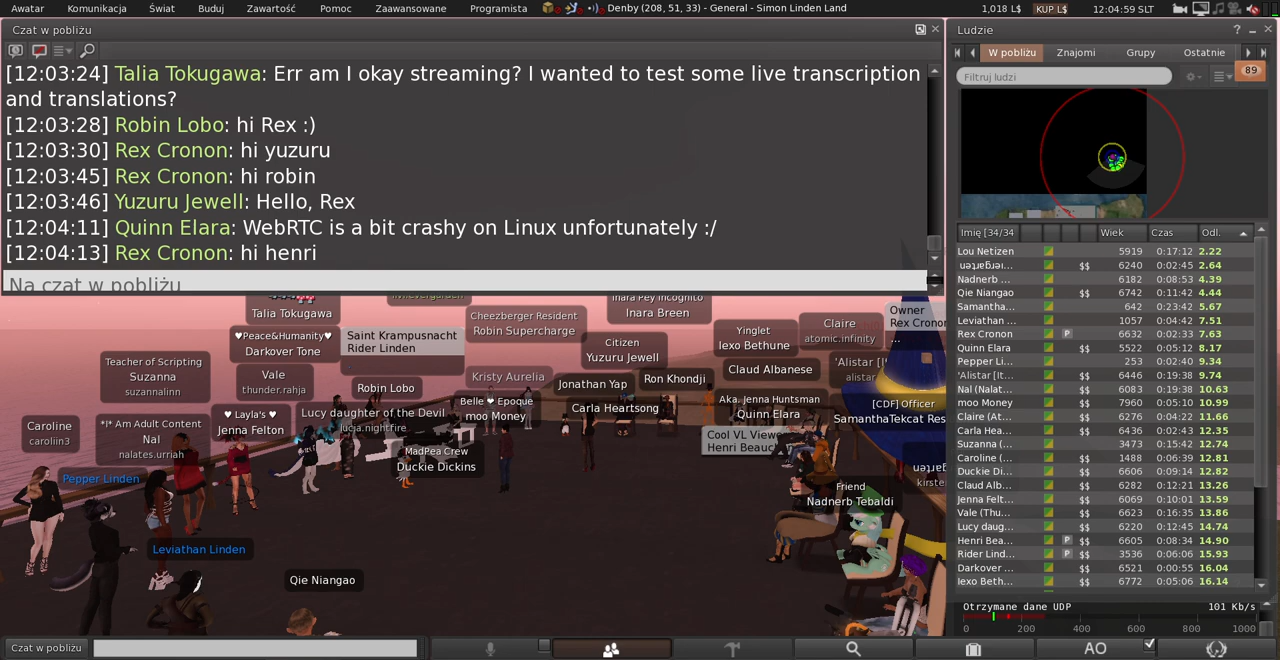 Awatar Komunikacja Świat Buduj Zawartość Pomoc Zaawansowane Programista Denby (208, 51, 33) - General - Simon Linden Land 1,018 L$ KUP L$ 12:04:59 SLT
Czat w pobliżu
[12:03:24] Talia Tokugawa: Err am I okay streaming? I wanted to test some live transcription
and translations?
[12:03:28] Robin Lobo: hi Rex :)
[12:03:30] Rex Cronon: hi yuzuru
[12:03:45] Rex Cronon: hi robin
[12:03:46] Yuzuru Jewell: Hello, Rex
[12:04:11] Quinn Elara: WebRTC is a bit crashy on Linux unfortunately :/
[12:04:13] Rex Cronon: hi henri
Na czat w pobliżu
Talia Tokugawa
♥Peace&Humanity♥
Darkover Tone
Saint Krampusnacht
Rider Linden
Cheezberger Resident
Robin Supercharge
Inara Pey Incognito
Inara Breen
Citizen
Yuzuru Jewell
Yinglet
Iexo Bethune
Claire
atomic.infinity
Owner
Rex Cronon
...
Teacher of Scripting
Suzanna
suzannalinn
Vale
thunder.rahja
Robin Lobo
Kristy Aurelia
Jonathan Yap
Ron Khondji
Claud Albanese
'Alistar [I
alistar
Caroline
caroliin3
*I* Am Adult Content
Nal
nalates.urriah
♥ Layla's ♥
Jenna Felton
Lucy daughter of the Devil
lucia.nightfire
Belle ❤ Epoque
moo Money
Carla Heartsong
Aka. Jenna Huntsman
Quinn Elara
[CDF] Officer
SamanthaTekcat Res
MadPea Crew
Duckie Dickins
Cool VL Viewe
Henri Beauc
Pepper Linden
kirste
Friend
Nadnerb Tebaldi
Leviathan Linden
Qie Niangao
Czat w pobliżu
AO
Ludzie
W pobliżu Znajomi Grupy Ostatnie
Filtruj ludzi
89
Imię [34/34 Wiek Czas Odl.
Lou Netizen 5919 0:17:12 2.22
$$ 6240 0:02:45 2.64
Nadnerb ... 6182 0:08:53 4.39
Qie Niangao $$ 6742 0:11:42 4.44
Samantha... 642 0:23:42 5.67
Leviathan ... 1057 0:04:42 7.51
Rex Cronon P 6632 0:02:33 7.63
Quinn Elara $$ 5522 0:05:12 8.17
Pepper Li... 253 0:02:40 9.34
'Alistar [It... $$ 6446 0:19:38 9.74
Nal (Nalat... $$ 6083 0:19:38 10.63
moo Money $$ 7960 0:05:10 10.99
Claire (At... $$ 6276 0:04:22 11.66
Carla Hea... $$ 6436 0:02:43 12.35
Suzanna (... 3473 0:15:42 12.74
Caroline (... $$ 1488 0:06:39 12.81
Duckie Di... $$ 6606 0:09:14 12.82
Claud Alb... $$ 6282 0:12:21 13.26
Jenna Felt... $$ 6069 0:10:01 13.59
Vale (Thu... $$ 6623 0:16:35 13.86
Lucy daug... $$ 6220 0:12:45 14.74
Henri Bea... P $$ 6605 0:08:34 14.90
Rider Lind... P $$ 3536 0:06:06 15.93
Darkover ... $$ 6521 0:00:55 16.04
Iexo Beth... $$ 6772 0:05:06 16.14
Otrzymane dane UDP 101 Kb/s
0 200 400 600 800 1000